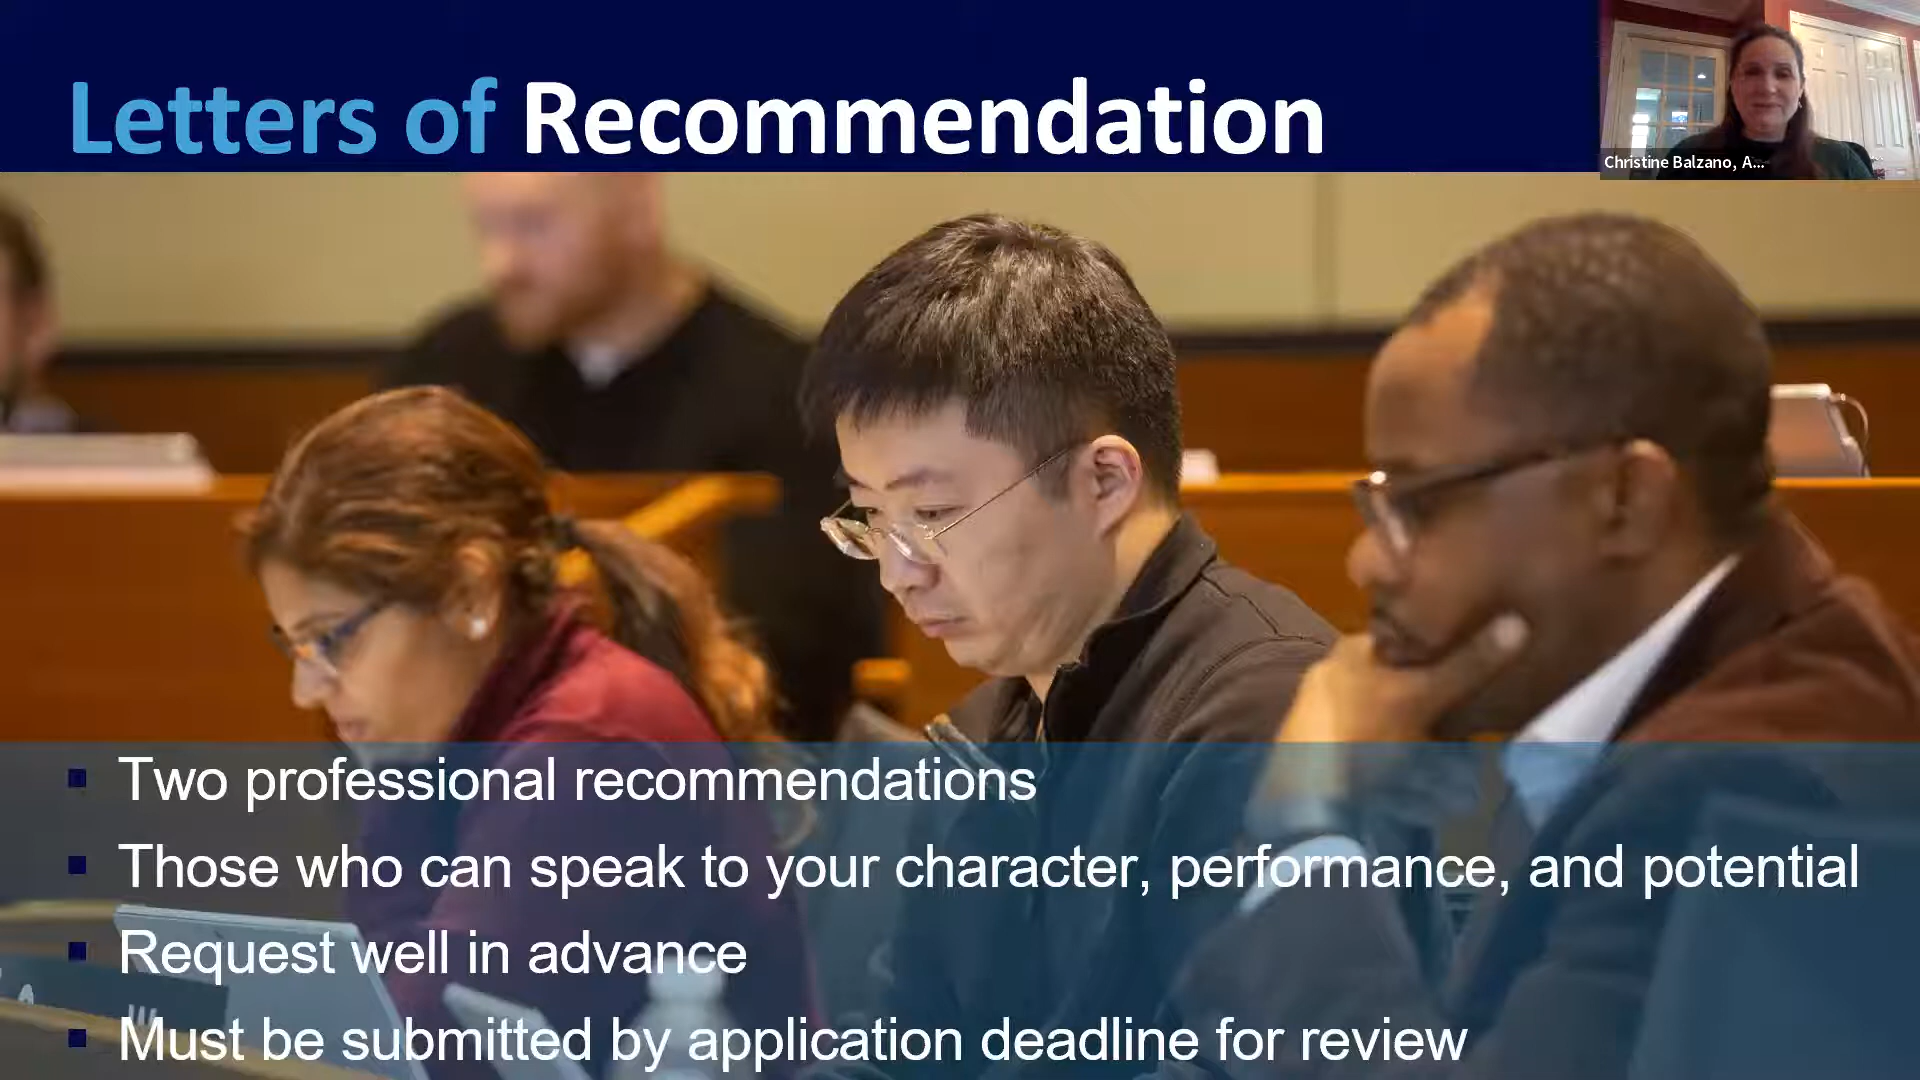 Letters of Recommendation
Christine Balzano, A...
Two professional recommendations
Those who can speak to your character, performance, and potential
Request well in advance
Must be submitted by application deadline for review